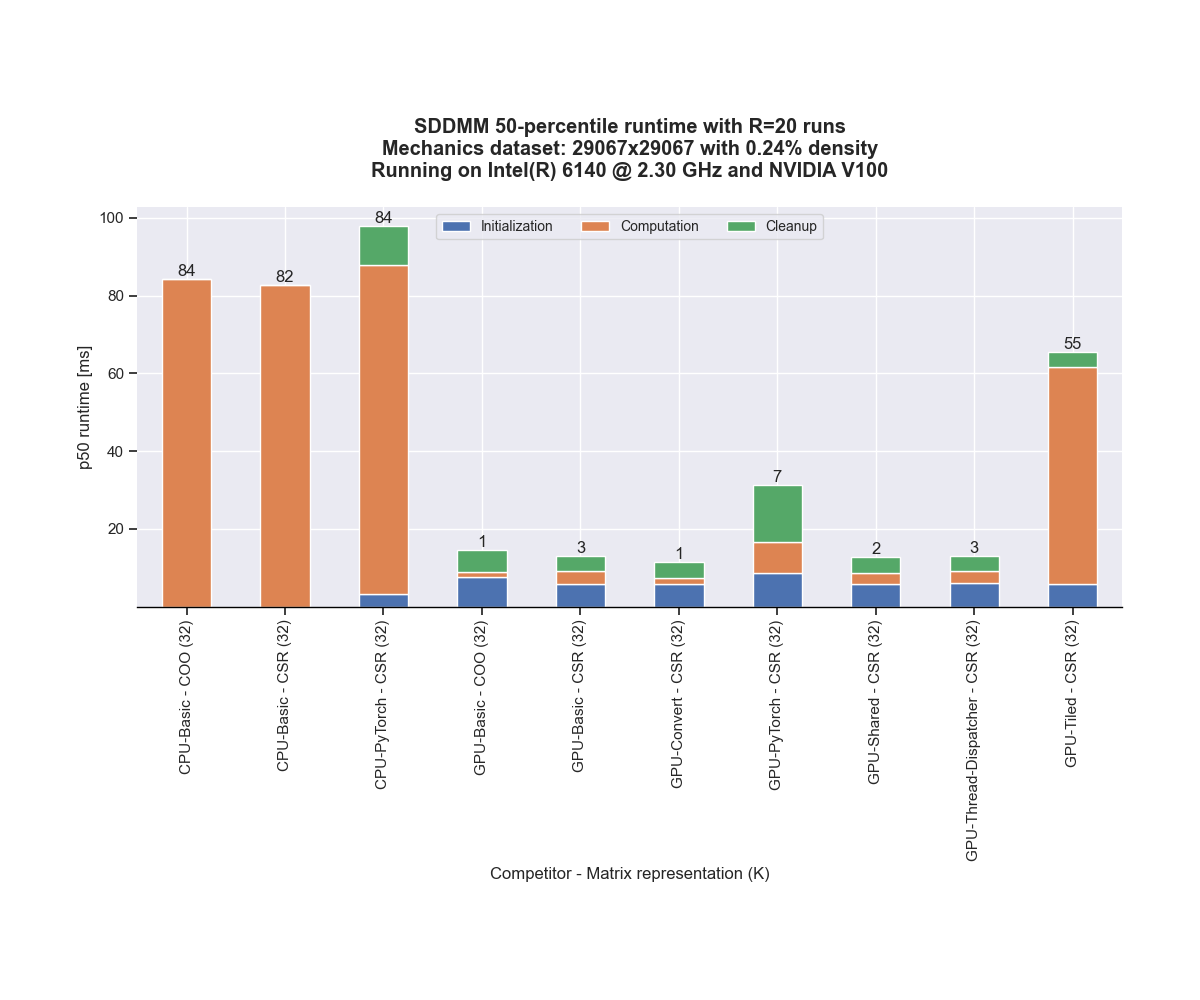 SDDMM 50-percentile runtime with R=20 runs
Mechanics dataset: 29067x29067 with 0.24% density
Running on Intel(R) 6140 @ 2.30 GHz and NVIDIA V100
Initialization
Computation
Cleanup
p50 runtime [ms]
100
80
60
40
20
84
82
84
1
3
1
7
2
3
55
CPU-Basic - COO (32)
CPU-Basic - CSR (32)
CPU-PyTorch - CSR (32)
GPU-Basic - COO (32)
GPU-Basic - CSR (32)
GPU-Convert - CSR (32)
GPU-PyTorch - CSR (32)
GPU-Shared - CSR (32)
GPU-Thread-Dispatcher - CSR (32)
GPU-Tiled - CSR (32)
Competitor - Matrix representation (K)